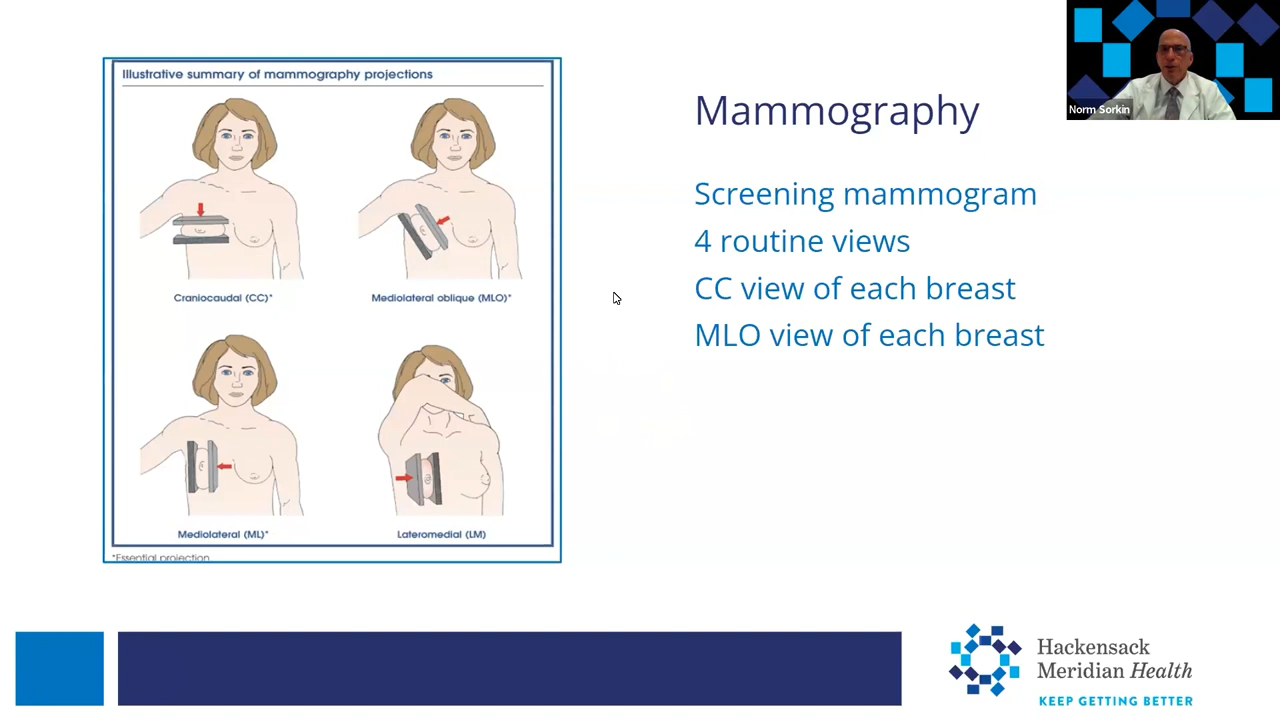 Illustrative summary of mammography projections
Craniocaudal (CC)*
Mediolateral oblique (MLO)*
Mediolateral (ML)*
Lateromedial (LM)
*Essential projection
Mammography
Screening mammogram
4 routine views
CC view of each breast
MLO view of each breast
Norm Sorkin
Hackensack
Meridian Health
KEEP GETTING BETTER